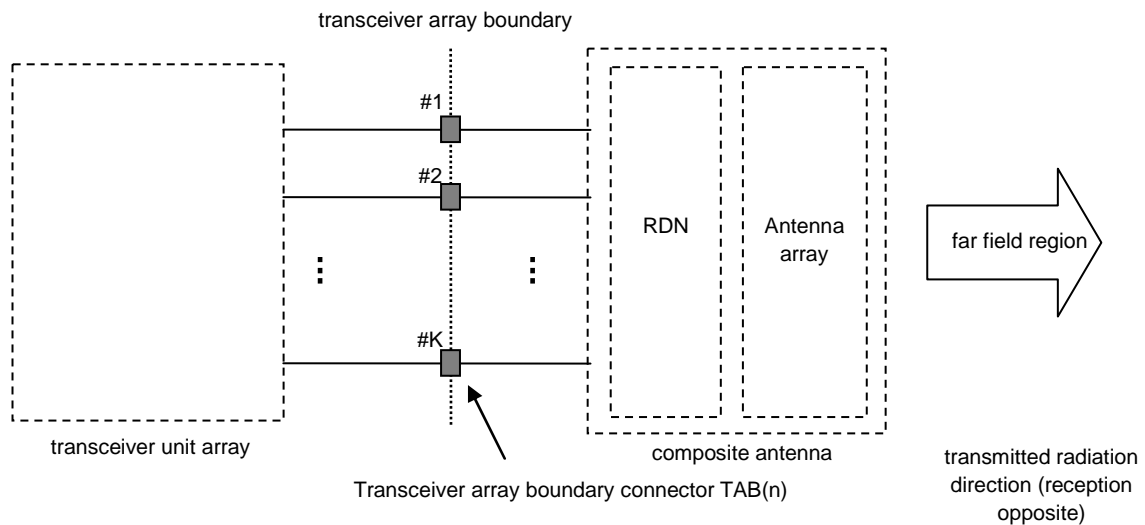 transceiver array boundary
#1
#2
#K
RDN
Antenna
array
far field region
transceiver unit array
composite antenna
Transceiver array boundary connector TAB(n)
transmitted radiation
direction (reception
opposite)